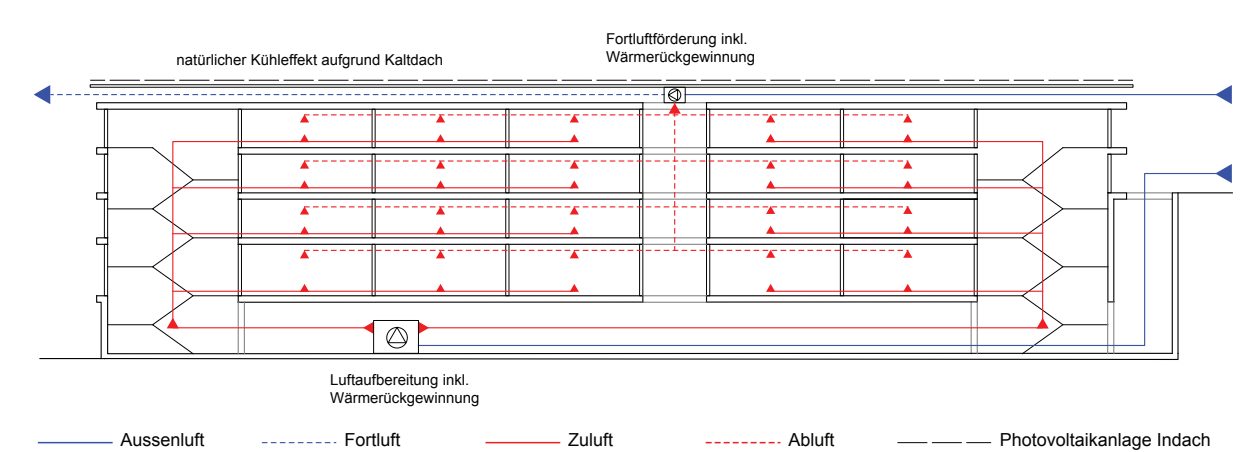 Fortluftförderung inkl.
Wärmerückgewinnung
natürlicher Kühleffekt aufgrund Kaltdach
Luftaufbereitung inkl.
Wärmerückgewinnung
Aussenluft
Fortluft
Zuluft
Abluft
Photovoltaikanlage Indach